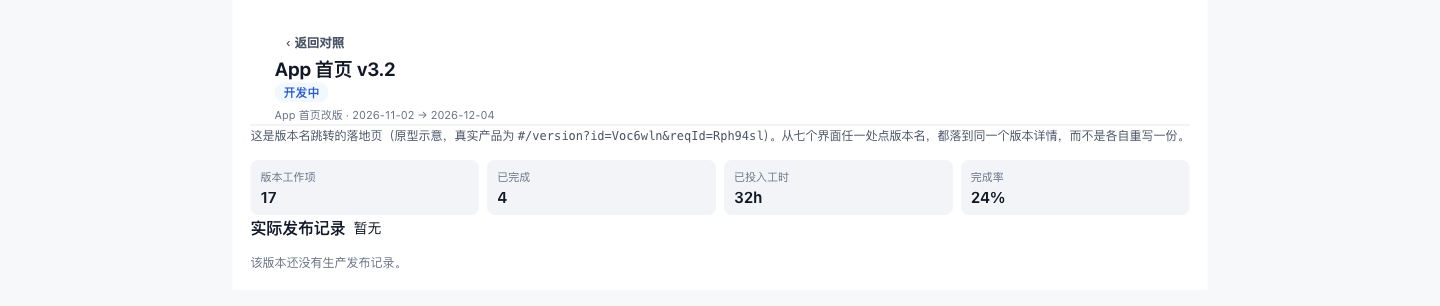 ‹ 返回对照
App 首页 v3.2
开发中
App 首页改版 · 2026-11-02 → 2026-12-04
这是版本名跳转的落地页（原型示意，真实产品为 #/version?id=Voc6wln&reqId=Rph94sl）。从七个界面任一处点版本名，都落到同一个版本详情，而不是各自重写一份。
版本工作项 已完成 已投入工时 完成率
17 4 32h 24%
实际发布记录 暂无
该版本还没有生产发布记录。